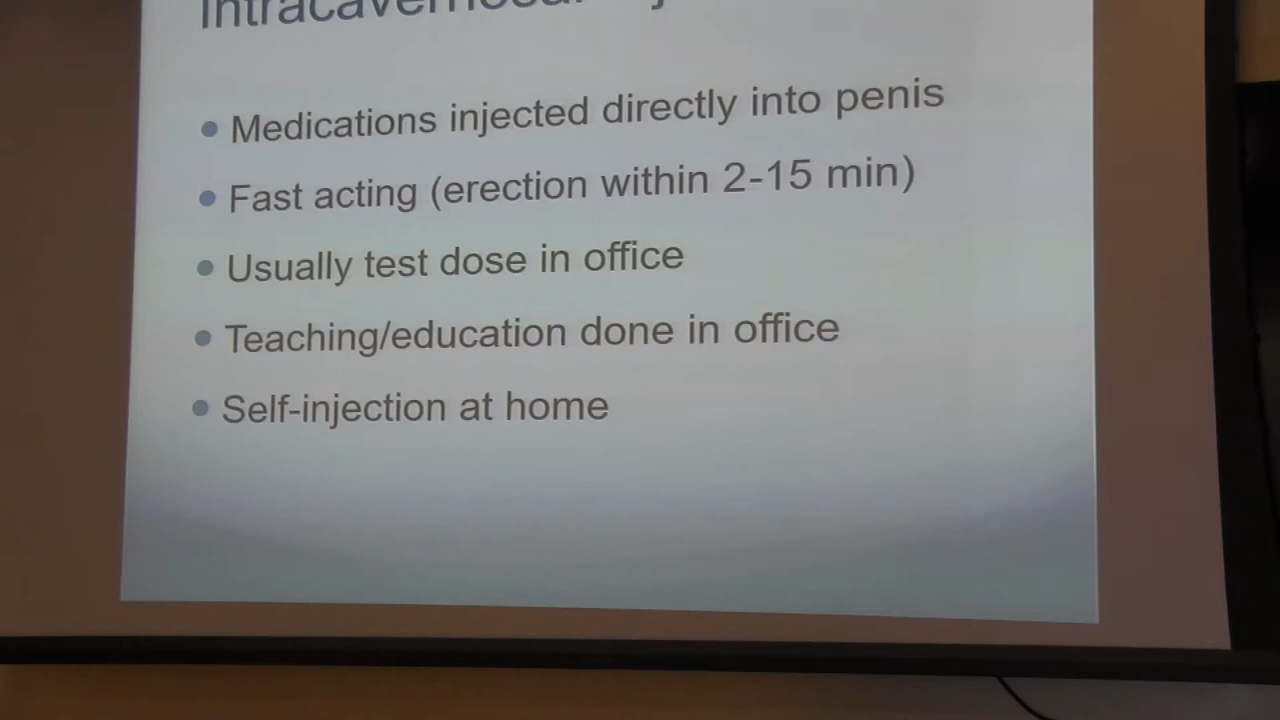 Intracavernosal
• Medications injected directly into penis
• Fast acting (erection within 2-15 min)
• Usually test dose in office
• Teaching/education done in office
• Self-injection at home